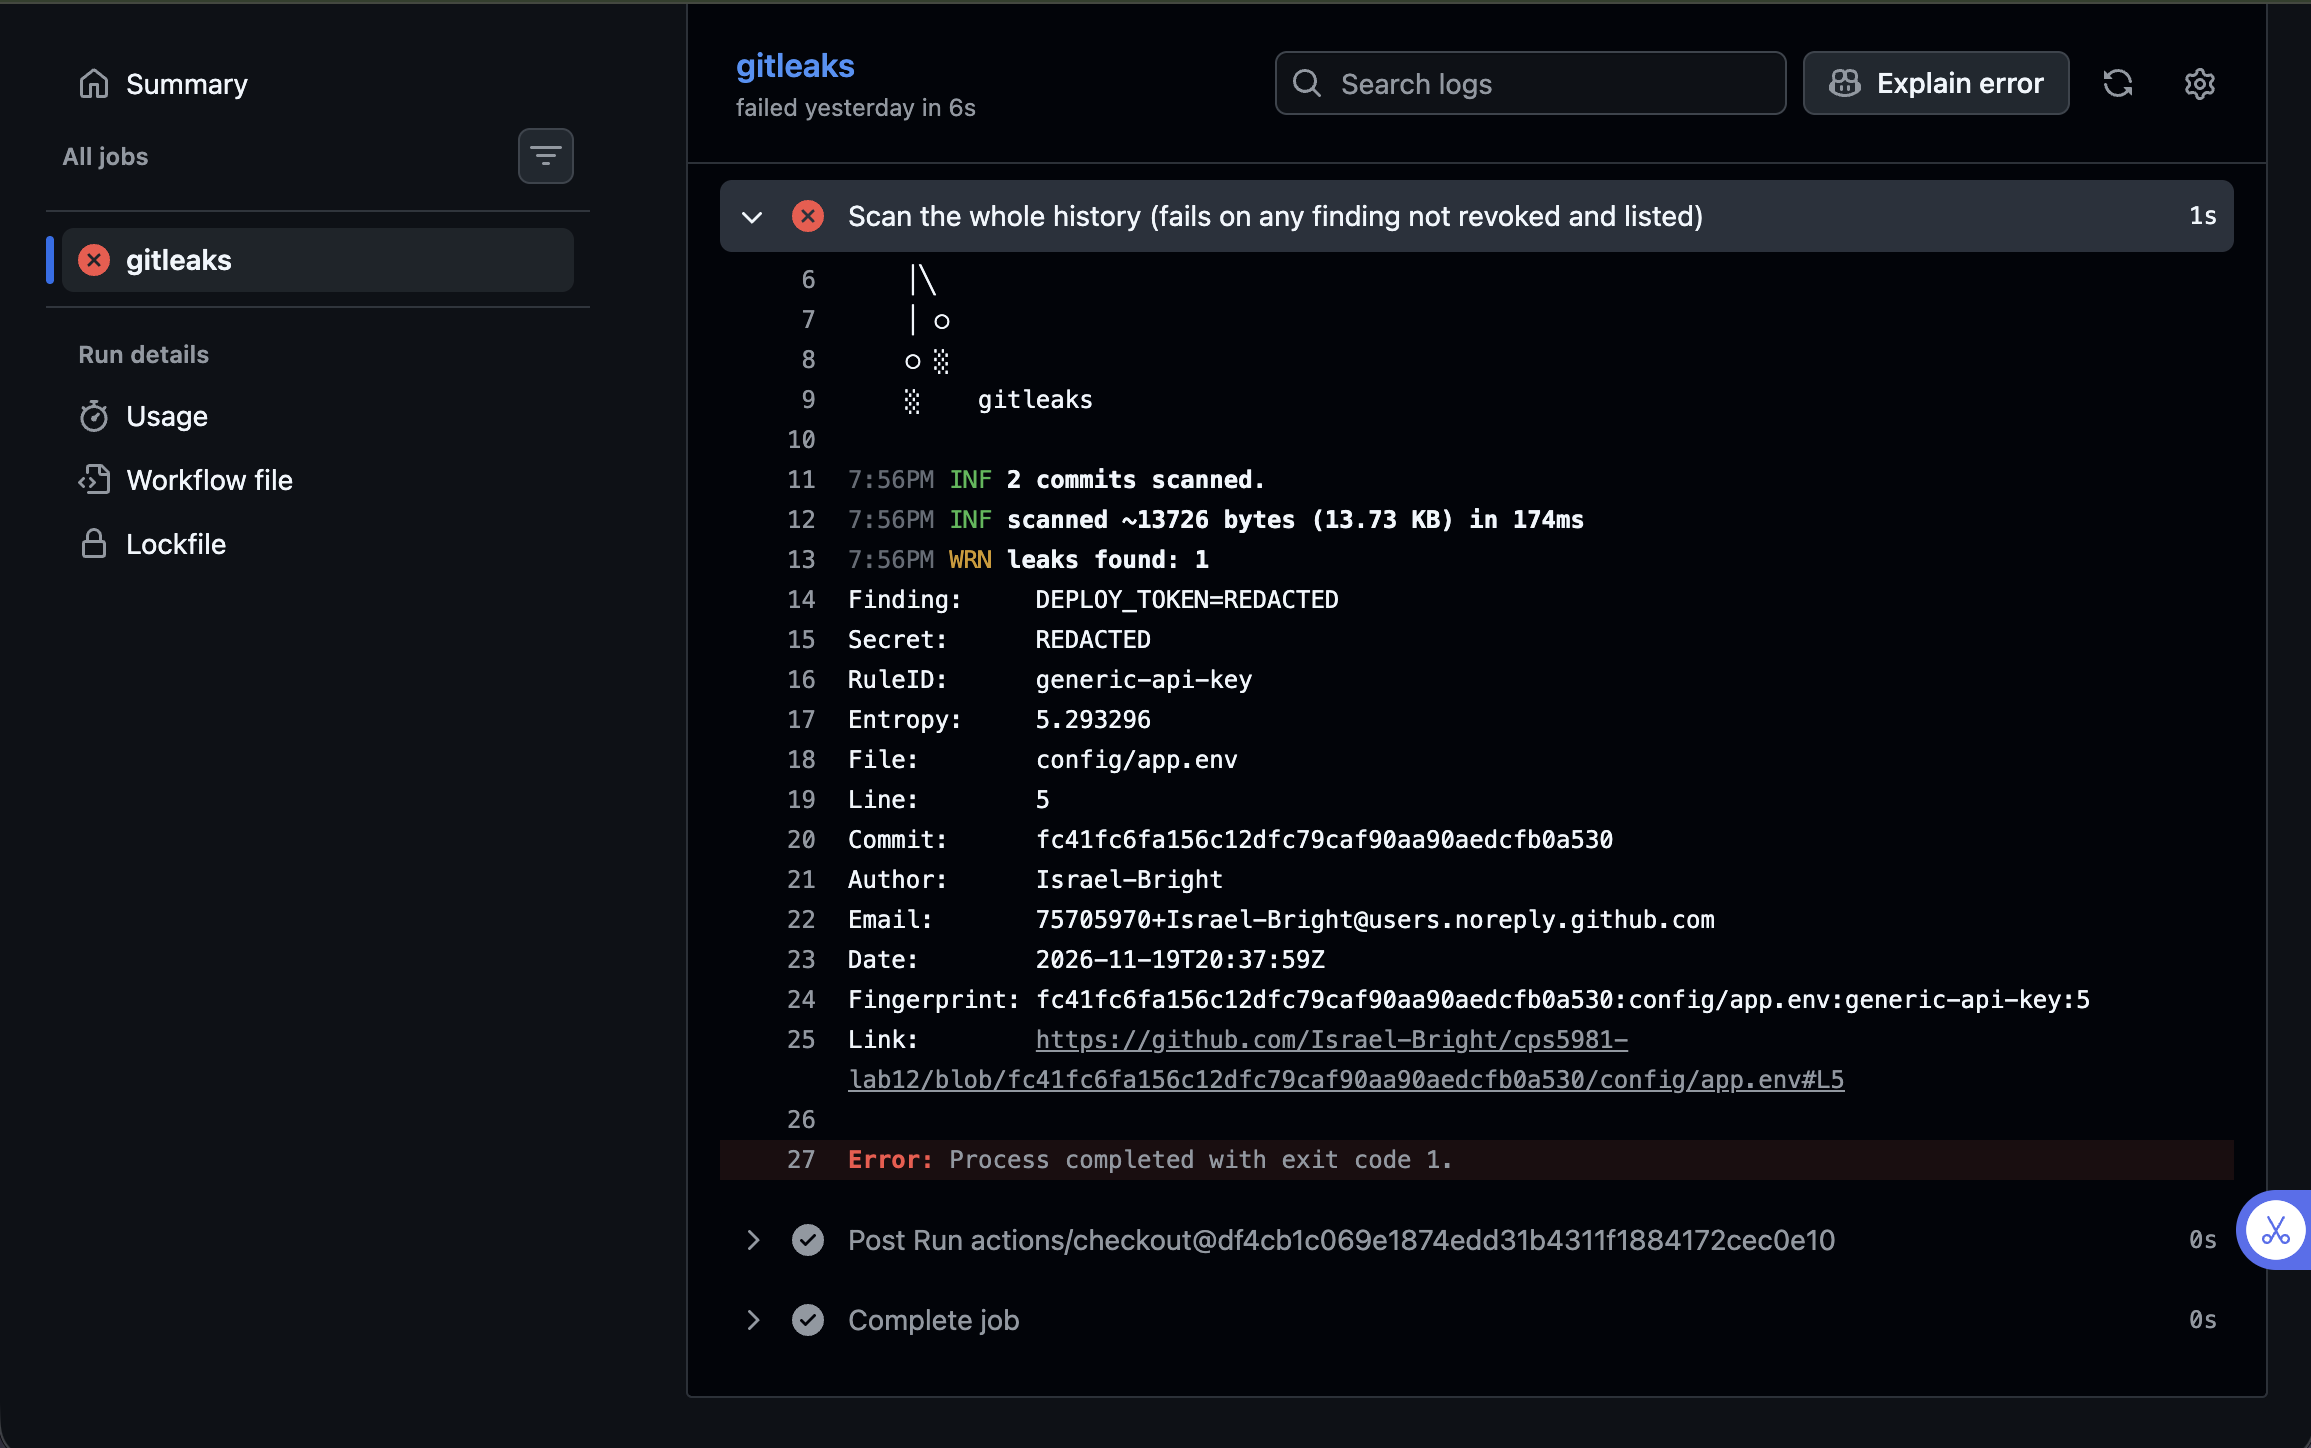 Summary
All jobs
gitleaks
Run details
Usage
Workflow file
Lockfile
gitleaks
failed yesterday in 6s
Search logs
Explain error
Scan the whole history (fails on any finding not revoked and listed) 1s
6 |\
7 | ○
8 ○ ░
9 ░ gitleaks
10
11 7:56PM INF 2 commits scanned.
12 7:56PM INF scanned ~13726 bytes (13.73 KB) in 174ms
13 7:56PM WRN leaks found: 1
14 Finding: DEPLOY_TOKEN=REDACTED
15 Secret: REDACTED
16 RuleID: generic-api-key
17 Entropy: 5.293296
18 File: config/app.env
19 Line: 5
20 Commit: fc41fc6fa156c12dfc79caf90aa90aedcfb0a530
21 Author: Israel-Bright
22 Email: 75705970+Israel-Bright@users.noreply.github.com
23 Date: 2026-11-19T20:37:59Z
24 Fingerprint: fc41fc6fa156c12dfc79caf90aa90aedcfb0a530:config/app.env:generic-api-key:5
25 Link: https://github.com/Israel-Bright/cps5981-
lab12/blob/fc41fc6fa156c12dfc79caf90aa90aedcfb0a530/config/app.env#L5
26
27 Error: Process completed with exit code 1.
Post Run actions/checkout@df4cb1c069e1874edd31b4311f1884172cec0e10 0s
Complete job 0s